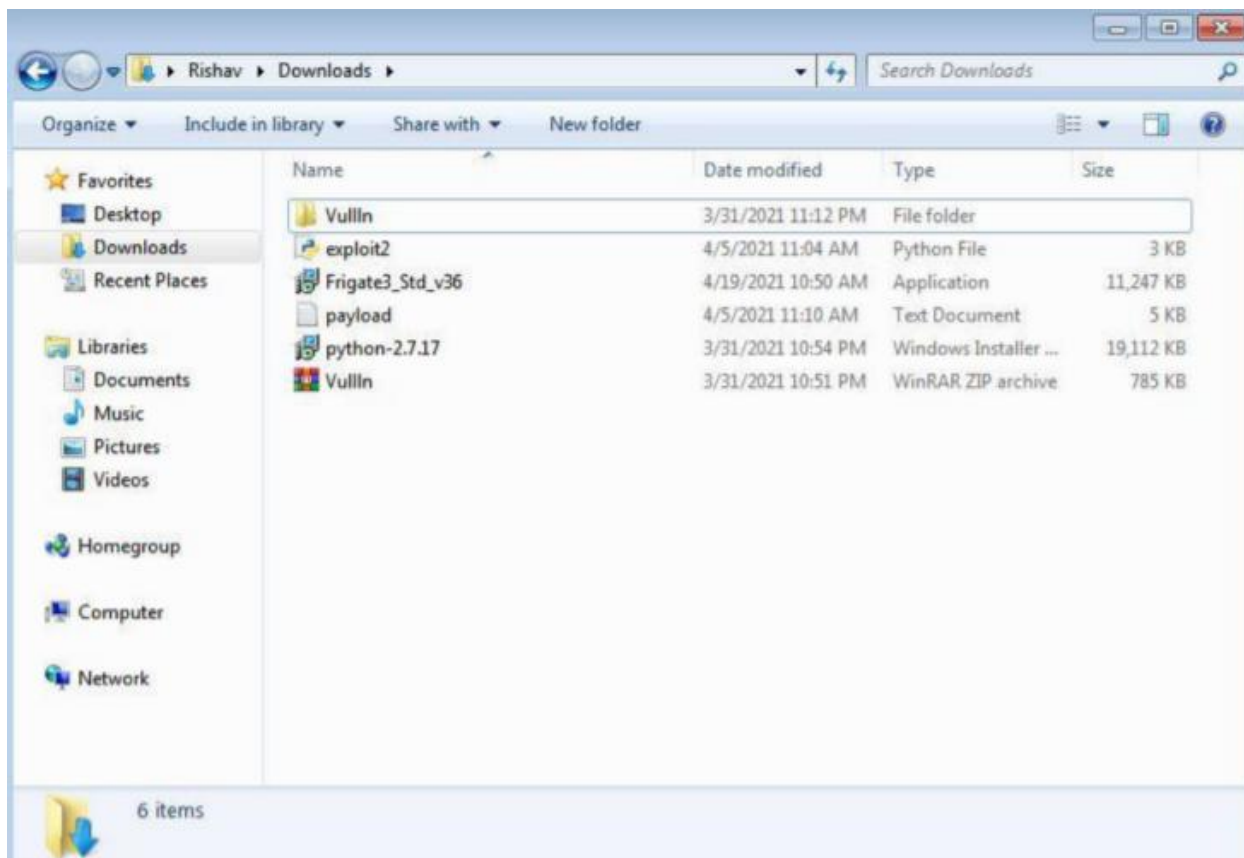 Rishav Downloads Search Downloads
Organize Include in library Share with New folder
Name Date modified Type Size
Favorites
Desktop
Downloads
Recent Places
Libraries
Documents
Music
Pictures
Videos
Homegroup
Computer
Network
VullIn 3/31/2021 11:12 PM File folder
exploit2 4/5/2021 11:04 AM Python File 3 KB
Frigate3_Std_v36 4/19/2021 10:50 AM Application 11,247 KB
payload 4/5/2021 11:10 AM Text Document 5 KB
python-2.7.17 3/31/2021 10:54 PM Windows Installer ... 19,112 KB
VullIn 3/31/2021 10:51 PM WinRAR ZIP archive 785 KB
6 items